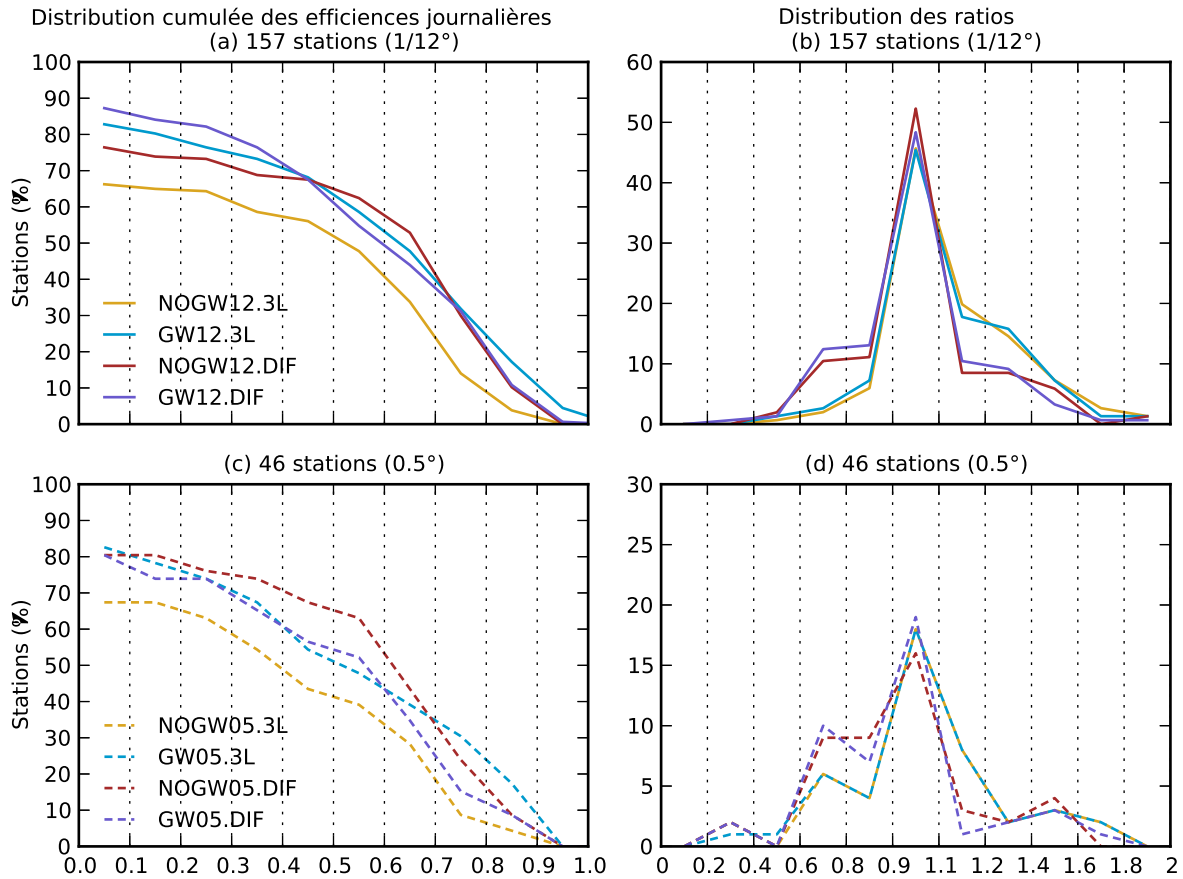 Distribution cumulée des efficiences journalières
(a) 157 stations (1/12°)
100
90
80
70
60
50
40
30
20
10
0
Stations (%)
NOGW12.3L
GW12.3L
NOGW12.DIF
GW12.DIF
Distribution des ratios
(b) 157 stations (1/12°)
60
50
40
30
20
10
0
(c) 46 stations (0.5°)
100
90
80
70
60
50
40
30
20
10
0
Stations (%)
NOGW05.3L
GW05.3L
NOGW05.DIF
GW05.DIF
0.0 0.1 0.2 0.3 0.4 0.5 0.6 0.7 0.8 0.9 1.0
(d) 46 stations (0.5°)
30
25
20
15
10
5
0
0 0.2 0.4 0.6 0.8 0.9 1.1 1.2 1.4 1.6 1.8 2